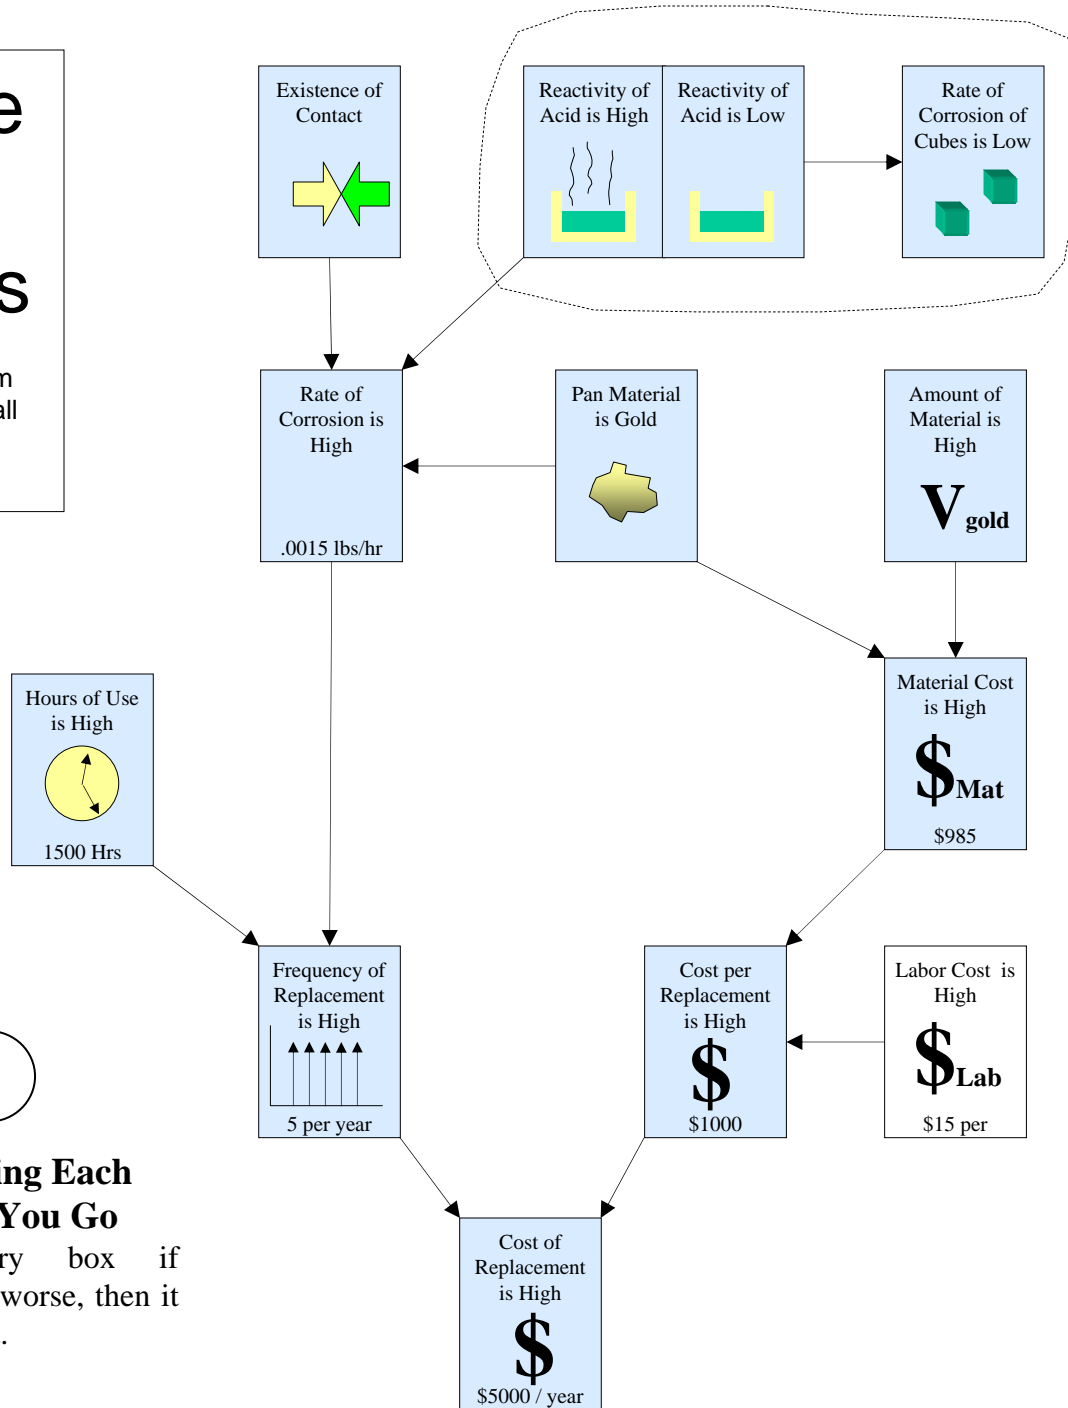 e
s
m
all
Existence of
Contact
Reactivity of
Acid is High
Reactivity of
Acid is Low
Rate of
Corrosion of
Cubes is Low
Rate of
Corrosion is
High
.0015 lbs/hr
Pan Material
is Gold
Amount of
Material is
High
V gold
Hours of Use
is High
1500 Hrs
Material Cost
is High
$Mat
$985
Frequency of
Replacement
is High
5 per year
Cost per
Replacement
is High
$
$1000
Labor Cost is
High
$Lab
$15 per
ing Each
You Go
ry box if
worse, then it
.
Cost of
Replacement
is High
$
$5000 / year